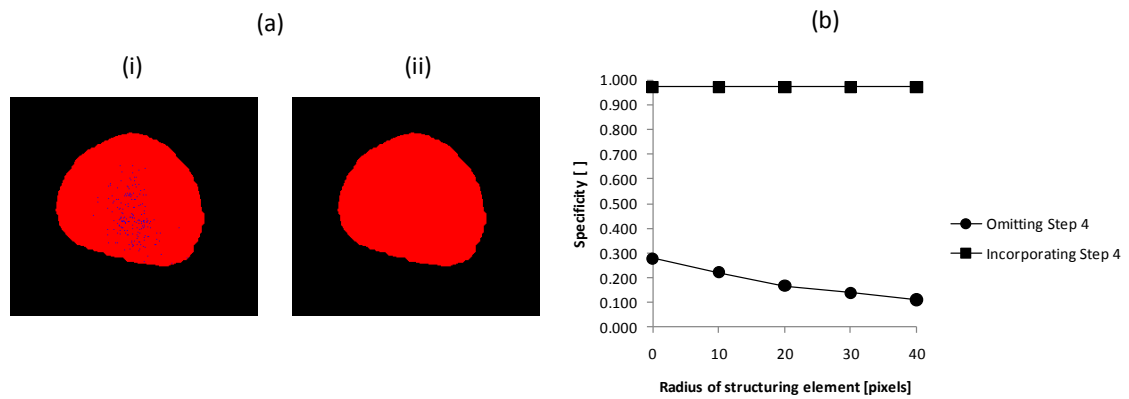 (a)
(i)
(ii)
(b)
1.000
0.900
0.800
0.700
0.600
0.500
0.400
0.300
0.200
0.100
0.000
Specificity [ ]
0 10 20 30 40
Radius of structuring element [pixels]
Omitting Step 4
Incorporating Step 4